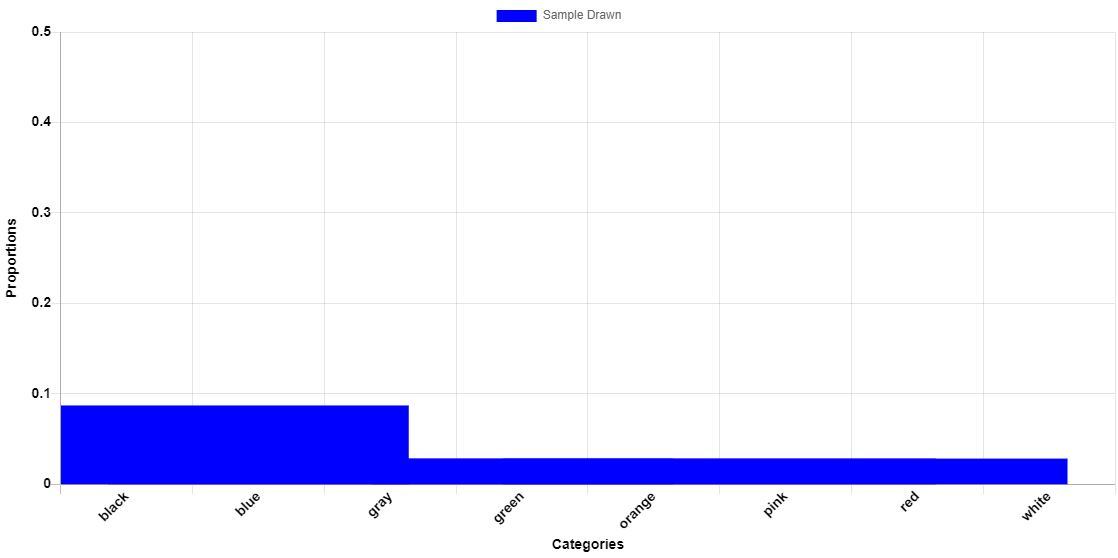 Sample Drawn
0.5
0.4
0.3
0.2
0.1
0
Proportions
black
blue
gray
green
orange
pink
red
white
Categories